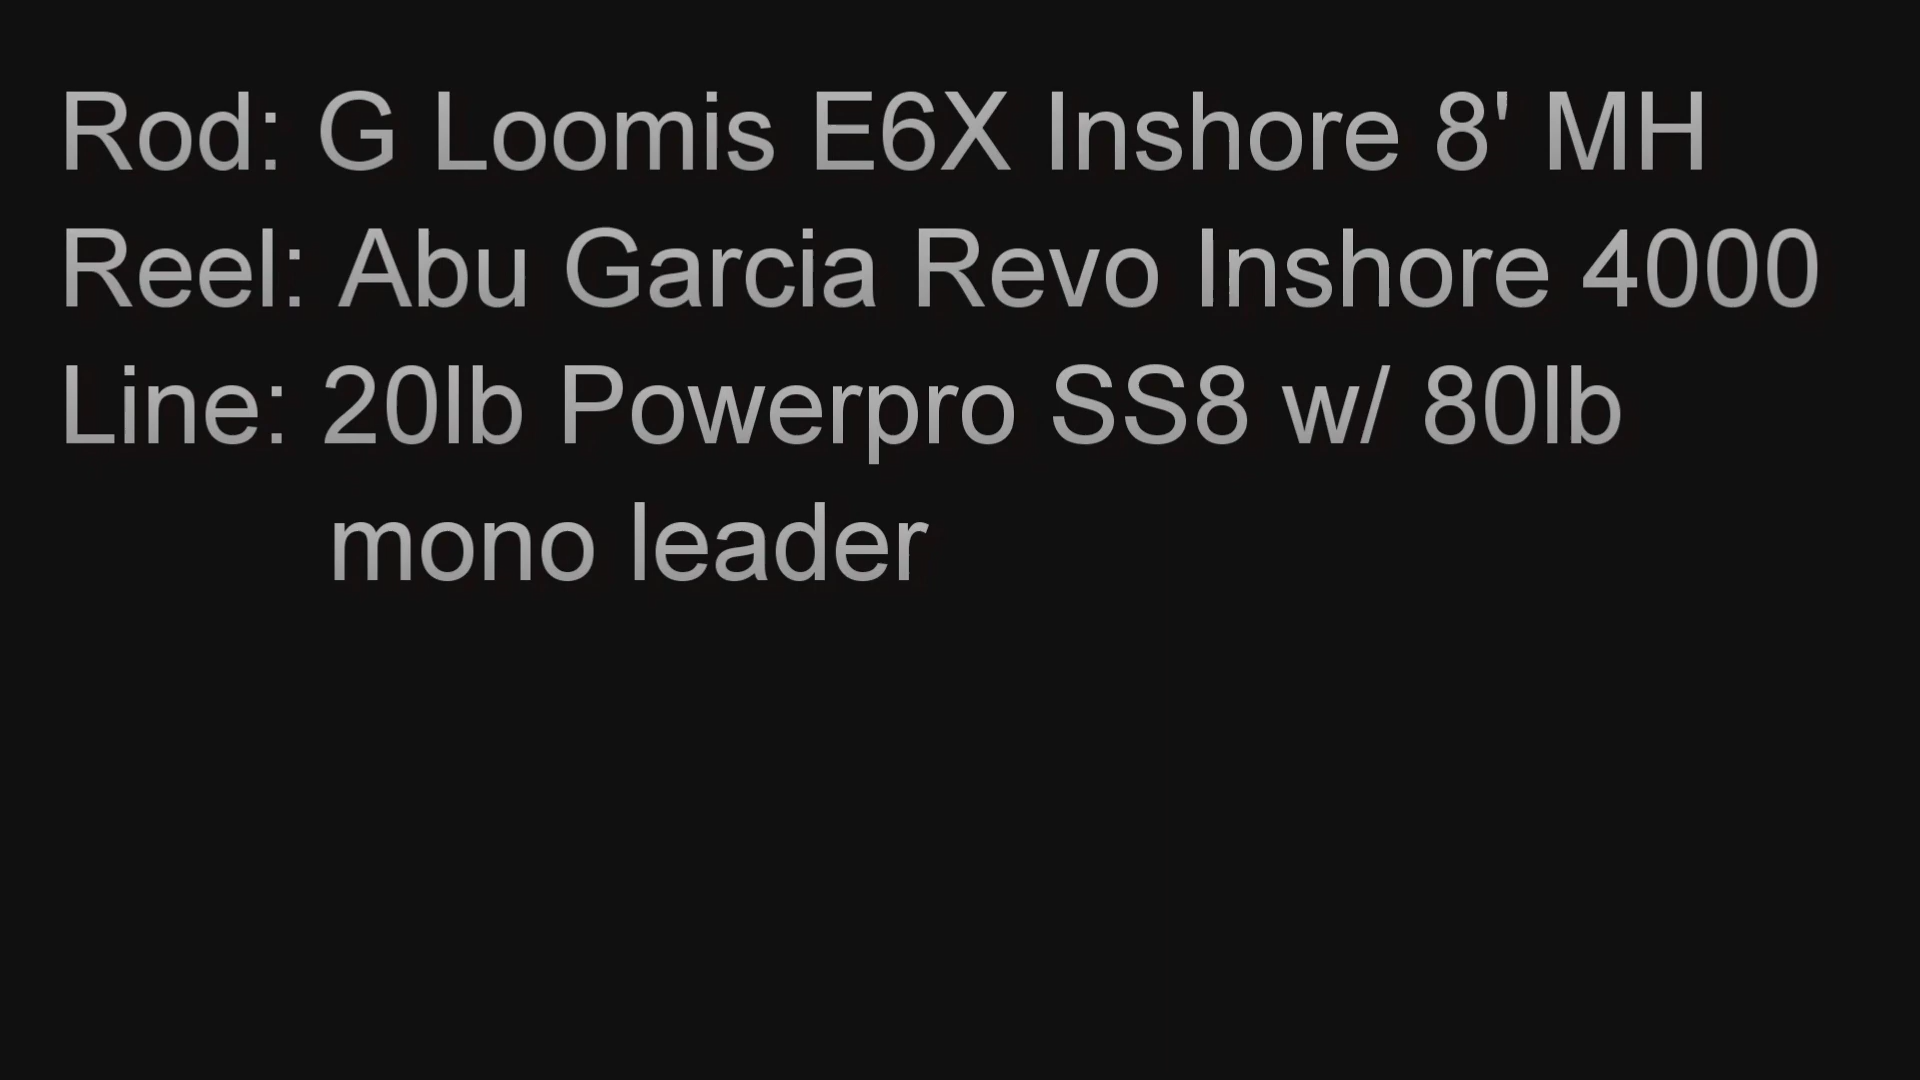 Rod: G Loomis E6X Inshore 8' MH
Reel: Abu Garcia Revo Inshore 4000
Line: 20lb Powerpro SS8 w/ 80lb
mono leader